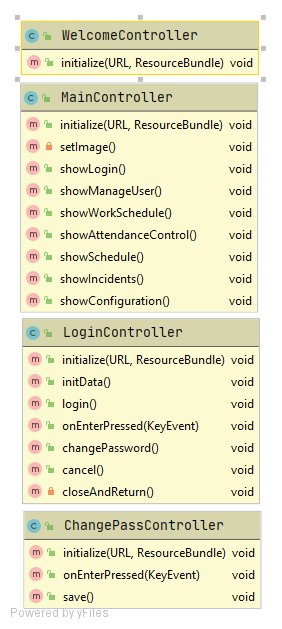 WelcomeController
initialize(URL, ResourceBundle) void
MainController
initialize(URL, ResourceBundle) void
setImage() void
showLogin() void
showManageUser() void
showWorkSchedule() void
showAttendanceControl() void
showSchedule() void
showIncidents() void
showConfiguration() void
LoginController
initialize(URL, ResourceBundle) void
initData() void
login() void
onEnterPressed(KeyEvent) void
changePassword() void
cancel() void
closeAndReturn() void
ChangePassController
initialize(URL, ResourceBundle) void
onEnterPressed(KeyEvent) void
save() void
Powered by yFiles